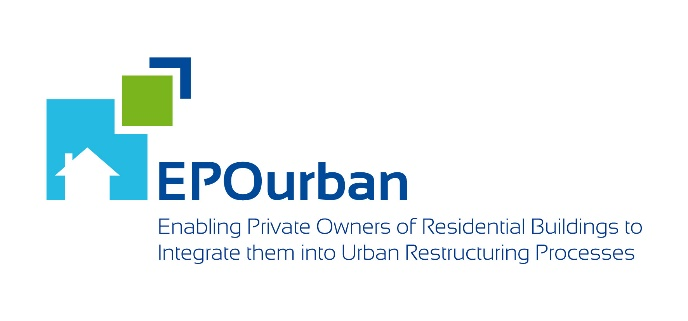 EPOurban
Enabling Private Owners of Residential Buildings to
Integrate them into Urban Restructuring Processes